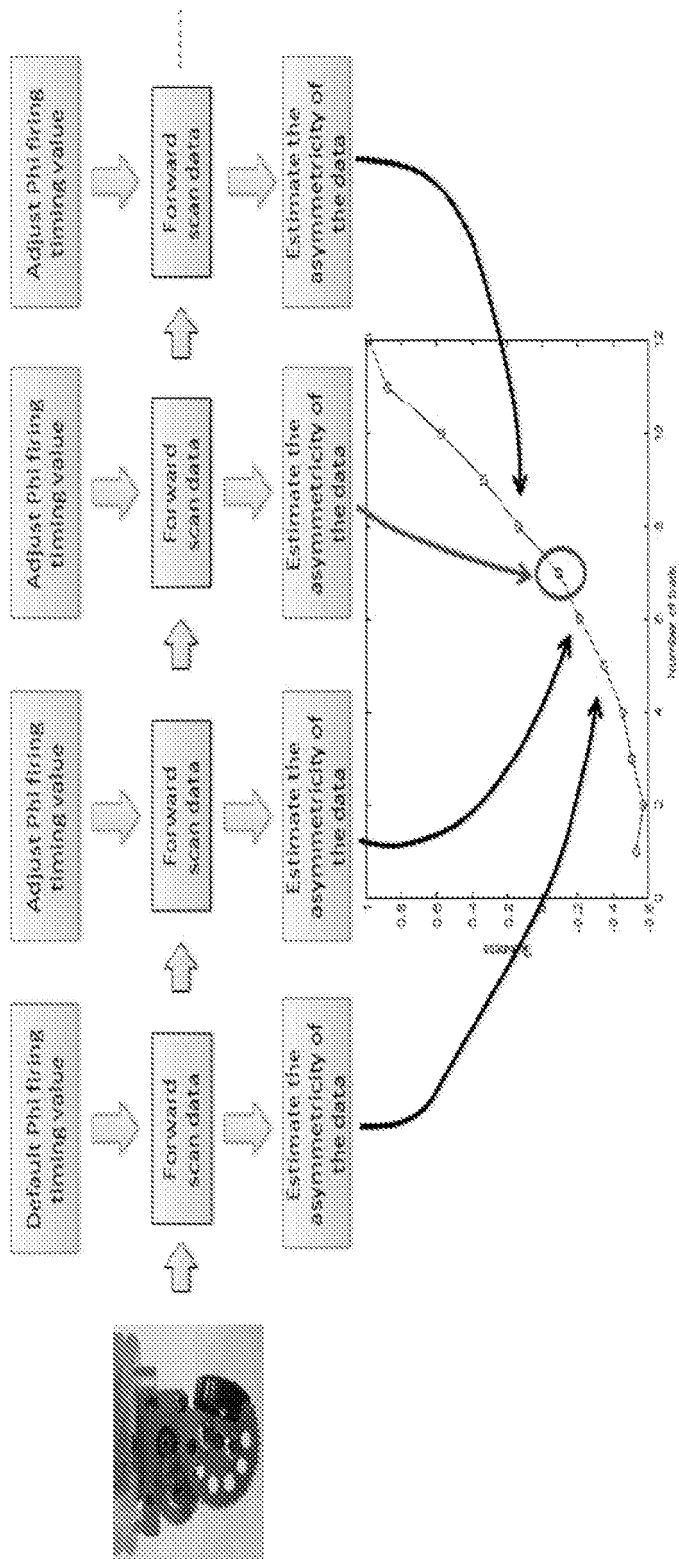 Default Phi firing
timing value
Adjust Phi firing
timing value
Adjust Phi firing
timing value
Adjust Phi firing
timing value
Forward
scan data
Forward
scan data
Forward
scan data
Forward
scan data
Estimate the
asymmetricity of
the data
Estimate the
asymmetricity of
the data
Estimate the
asymmetricity of
the data
Estimate the
asymmetricity of
the data
1
0.8
0.6
0.4
0.2
0
-0.2
-0.4
-0.6
0
2
4
6
8
10
12
Number of